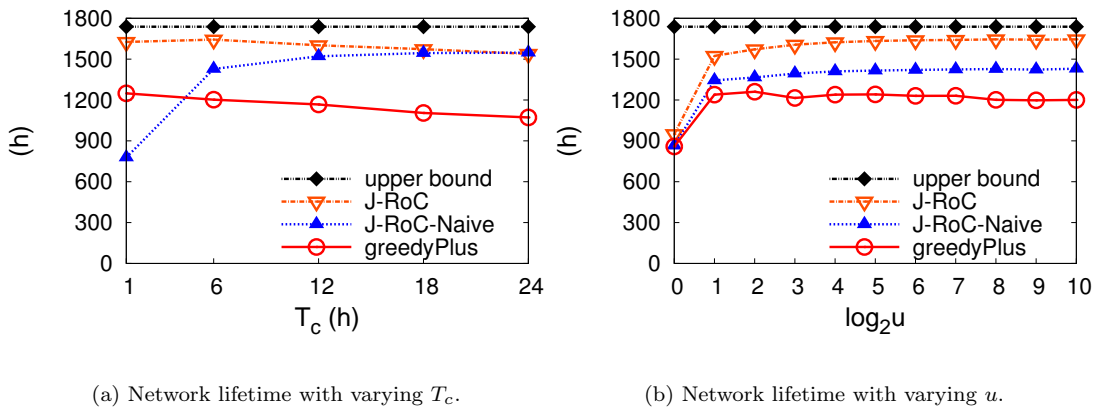 1800
1500
1200
900
600
300
0
(h)
upper bound
J-RoC
J-RoC-Naive
greedyPlus
1 6 12 18 24
T_c (h)
(a) Network lifetime with varying T_c.
1800
1500
1200
900
600
300
0
(h)
upper bound
J-RoC
J-RoC-Naive
greedyPlus
0 1 2 3 4 5 6 7 8 9 10
log_2u
(b) Network lifetime with varying u.